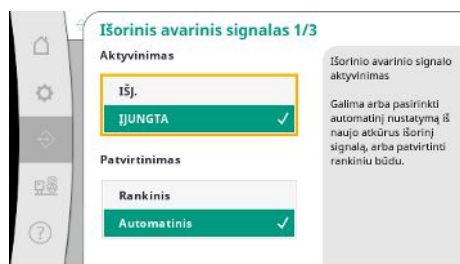 Išorinis avarinis signalas 1/3
Aktyvinimas
IŠJ.
ĮJUNGTA
Patvirtinimas
Rankinis
Automatinis
Išorinio avarinio signalo
aktyvinimas
Galima arba pasirinkti
automatinį nustatymą iš
naujo atkūrus išorinį
signalą, arba patvirtinti
rankiniu būdu.
?